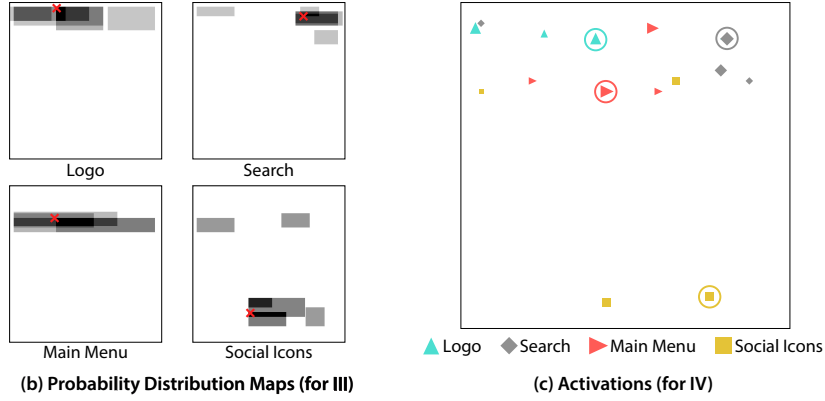 Logo
Search
Main Menu
Social Icons
Logo Search Main Menu Social Icons
(b) Probability Distribution Maps (for III)
(c) Activations (for IV)